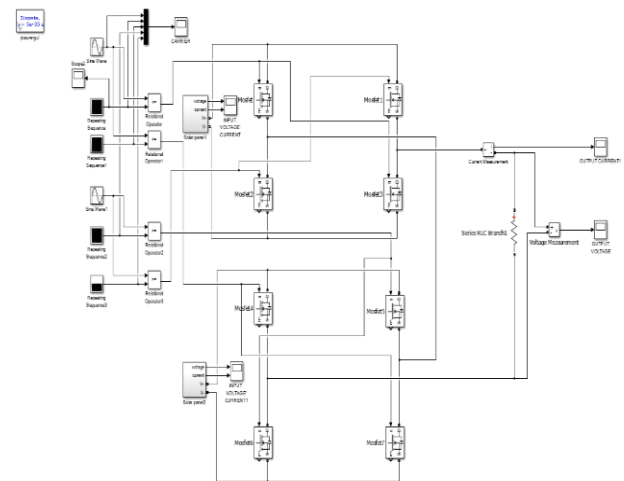 Discrete,
powergui
Sine Wave
CARRIER
Repeating
Sequence
Relational
Operator
Repeating
Sequence1
Relational
Operator1
voltage
current
Solar panel1
INPUT
VOLTAGE
CURRENT
Mosfet
Mosfet1
Mosfet2
Mosfet3
Sine Wave1
Repeating
Sequence2
Relational
Operator2
Repeating
Sequence3
Relational
Operator3
Current Measurement
OUTPUT CURRENT1
Series RLC Branch1
Voltage Measurement
OUTPUT
VOLTAGE
Mosfet4
Mosfet5
voltage
current
Solar panel2
INPUT
VOLTAGE
CURRENT1
Mosfet6
Mosfet7